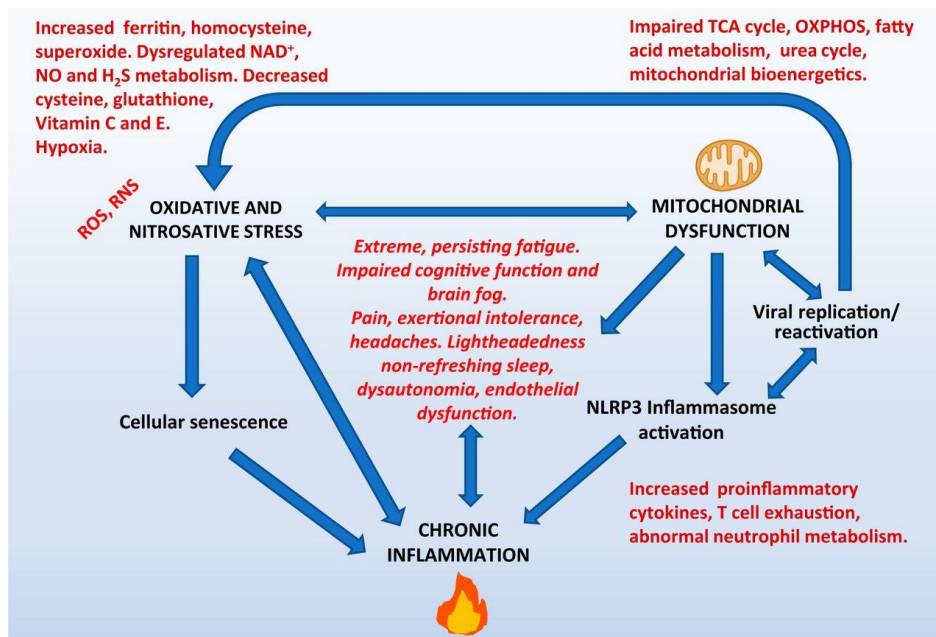 Increased ferritin, homocysteine,
superoxide. Dysregulated NAD⁺,
NO and H₂S metabolism. Decreased
cysteine, glutathione,
Vitamin C and E.
Hypoxia.
Impaired TCA cycle, OXPHOS, fatty
acid metabolism, urea cycle,
mitochondrial bioenergetics.
ROS, RNS
OXIDATIVE AND
NITROSATIVE STRESS
MITOCHONDRIAL
DYSFUNCTION
Extreme, persisting fatigue.
Impaired cognitive function and
brain fog.
Pain, exertional intolerance,
headaches. Lightheadedness
non-refreshing sleep,
dysautonomia, endothelial
dysfunction.
Viral replication/
reactivation
Cellular senescence
NLRP3 Inflammasome
activation
Increased proinflammatory
cytokines, T cell exhaustion,
abnormal neutrophil metabolism.
CHRONIC
INFLAMMATION